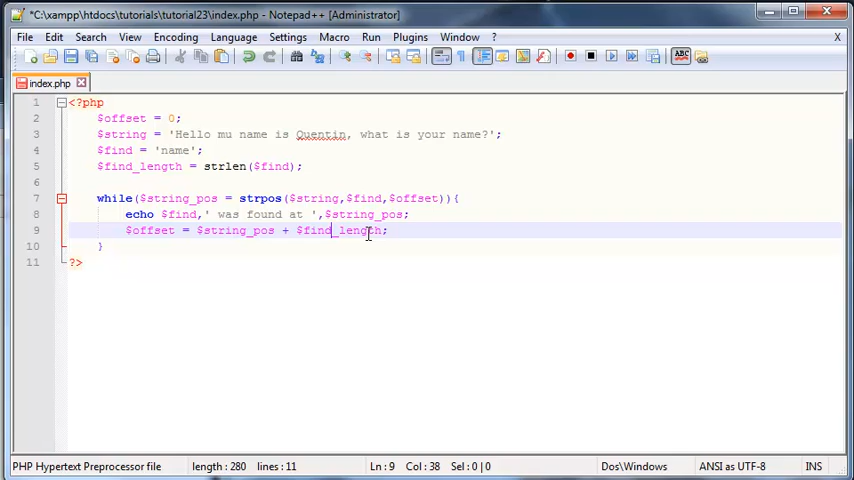 *C:\xampp\htdocs\tutorials\tutorial23\index.php - Notepad++ [Administrator]
File Edit Search View Encoding Language Settings Macro Run Plugins Window ? X
index.php
1 <?php
2 $offset = 0;
3 $string = 'Hello mu name is Quentin, what is your name?';
4 $find = 'name';
5 $find_length = strlen($find);
6
7 while($string_pos = strpos($string,$find,$offset)){
8 echo $find,' was found at ',$string_pos;
9 $offset = $string_pos + $find_length;
10 }
11 ?>
PHP Hypertext Preprocessor file length : 280 lines : 11 Ln : 9 Col : 38 Sel : 0 | 0 Dos\Windows ANSI as UTF-8 INS